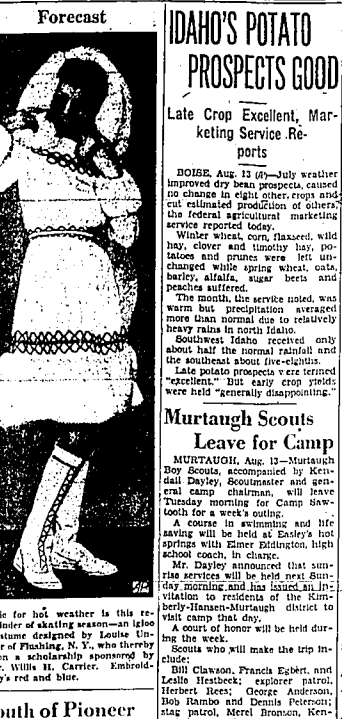 Forecast
ic for hot weather is this re-
inder of skating season—an igloo
stume designed by Louise Un-
er of Flushing, N. Y., who thereby
on a scholarship sponsored by
r. Willis H. Carrier. Embroid-
y's red and blue.
outh of Pioneer
IDAHO'S POTATO
PROSPECTS GOOD
Late Crop Excellent, Mar-
keting Service Re-
ports
BOISE, Aug. 13 (AP)—July weather
improved dry bean prospects, caused
no change in eight other crops and
cut estimated production of others,
the federal agricultural marketing
service reported today.
Winter wheat, corn, flaxseed, wild
hay, clover and timothy hay, po-
tatoes and prunes were left un-
changed while spring wheat, oats,
barley, alfalfa, sugar beets and
peaches suffered.
The month, the service noted, was
warm but precipitation averaged
more than normal due to relatively
heavy rains in north Idaho.
Southwest Idaho received only
about half the normal rainfall and
the southeast about five-eighths.
Late potato prospects were termed
"excellent." But early crop yields
were held "generally disappointing."
Murtaugh Scouts
Leave for Camp
MURTAUGH, Aug. 13—Murtaugh
Boy Scouts, accompanied by Ken-
dall Dayley, Scoutmaster and gen-
eral camp chairman, will leave
Tuesday morning for Camp Saw-
tooth for a week's outing.
A course in swimming and life
saving will be held at Easley's hot
springs with Elmer Eddington, high
school coach, in charge.
Mr. Dayley announced that sun-
rise services will be held next Sun-
day morning and has issued an in-
vitation to residents of the Kim-
berly-Hansen-Murtaugh district to
visit camp that day.
A court of honor will be held dur-
ing the week.
Scouts who will make the trip in-
clude:
Bill Clawson, Francis Egbert, and
Leslie Hestbeck; explorer patrol,
Herbert Rees; George Anderson,
Bob Rambo and Dennis Peterson;
stag patrol, Merel Bronson, Ken-